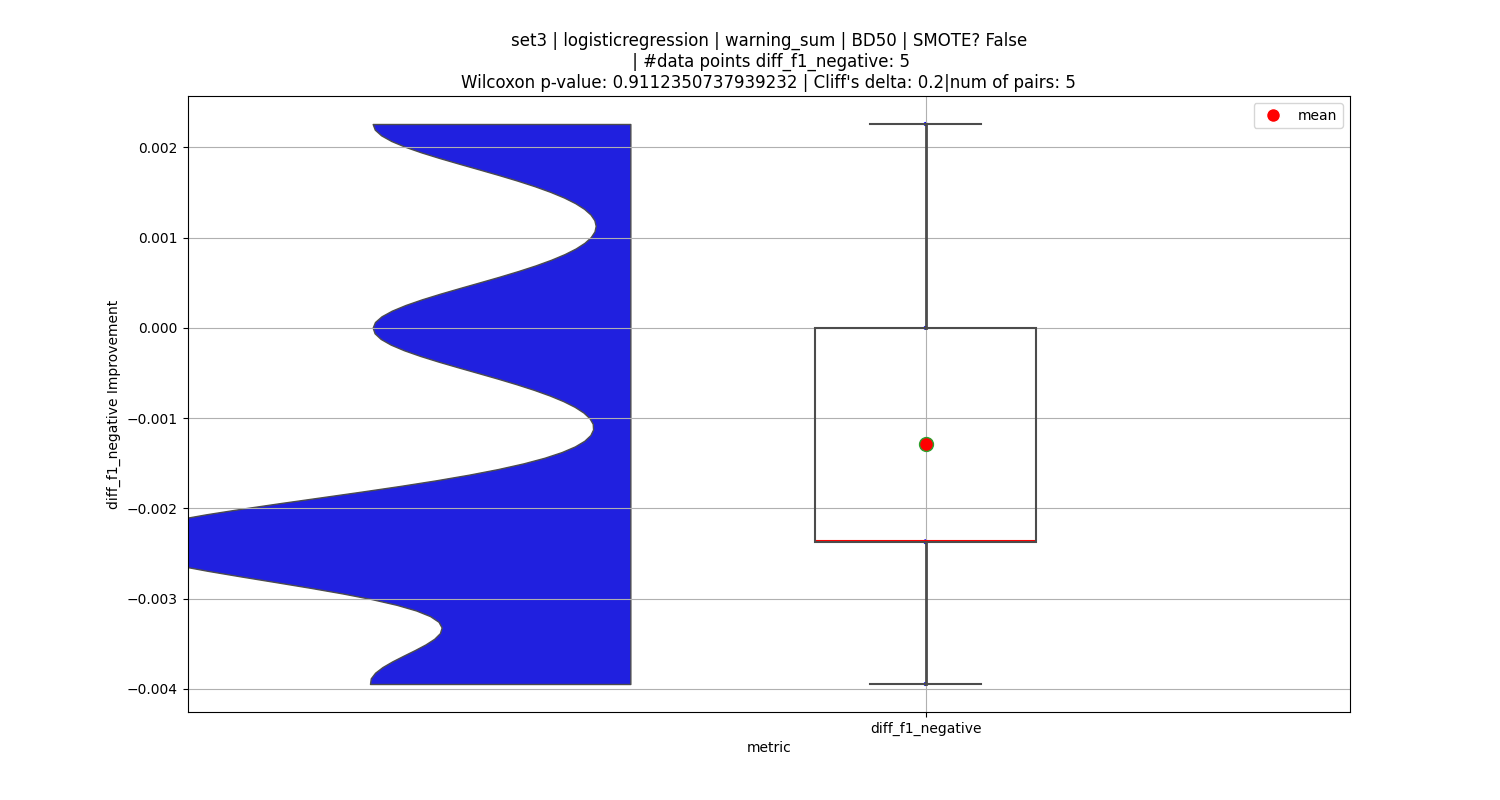 set3 | logisticregression | warning_sum | BD50 | SMOTE? False
| #data points diff_f1_negative: 5
Wilcoxon p-value: 0.9112350737939232 | Cliff's delta: 0.2|num of pairs: 5
mean
0.002
0.001
0.000
−0.001
−0.002
−0.003
−0.004
diff_f1_negative Improvement
diff_f1_negative
metric